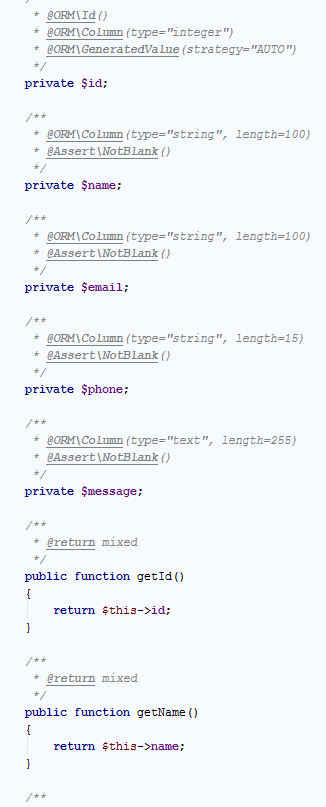 * @ORM\Id()
* @ORM\Column(type="integer")
* @ORM\GeneratedValue(strategy="AUTO")
*/
private $id;
/**
* @ORM\Column(type="string", length=100)
* @Assert\NotBlank()
*/
private $name;
/**
* @ORM\Column(type="string", length=100)
* @Assert\NotBlank()
*/
private $email;
/**
* @ORM\Column(type="string", length=15)
* @Assert\NotBlank()
*/
private $phone;
/**
* @ORM\Column(type="text", length=255)
* @Assert\NotBlank()
*/
private $message;
/**
* @return mixed
*/
public function getId()
{
return $this->id;
}
/**
* @return mixed
*/
public function getName()
{
return $this->name;
}
/**